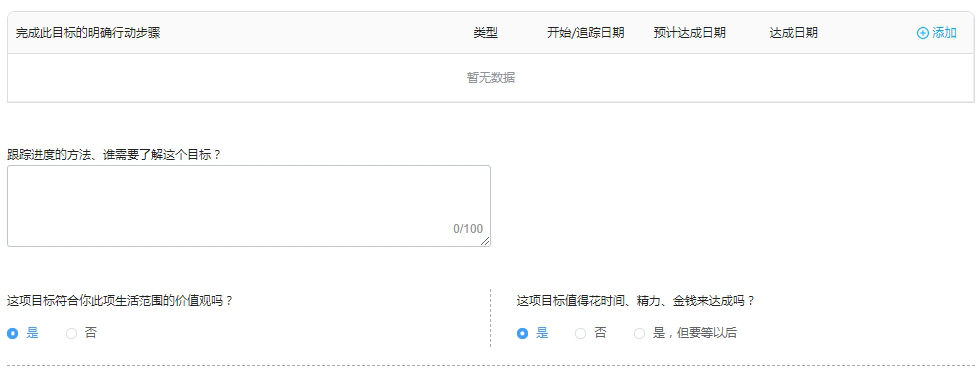 完成此目标的明确行动步骤 类型 开始/追踪日期 预计达成日期 达成日期 添加
暂无数据
跟踪进度的方法、谁需要了解这个目标？
0/100
这项目标符合你此项生活范围的价值观吗？ 这项目标值得花时间、精力、金钱来达成吗？
是 否 是 否 是，但要等以后